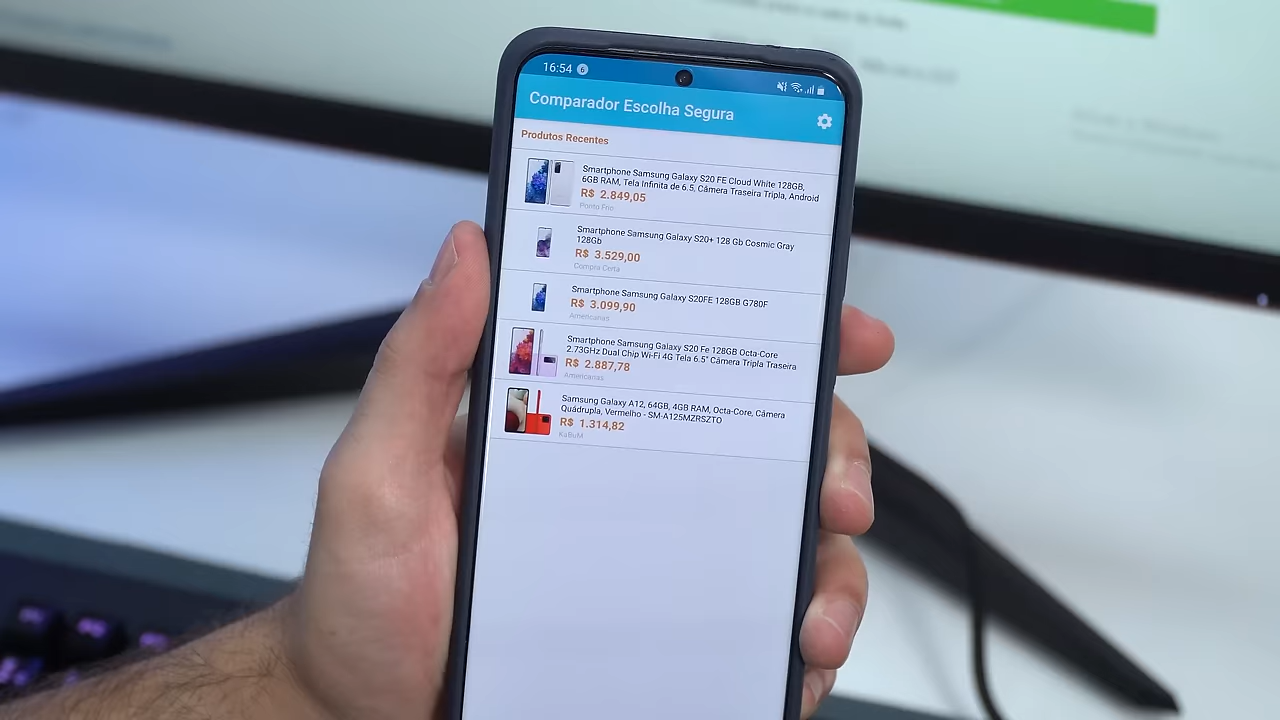 16:54
Comparador Escolha Segura
Produtos Recentes
Smartphone Samsung Galaxy S20 FE Cloud White 128GB,
6GB RAM, Tela Infinita de 6.5, Câmera Traseira Tripla, Android
R$ 2.849,05
Ponto Frio
Smartphone Samsung Galaxy S20+ 128 Gb Cosmic Gray
128Gb
R$ 3.529,00
Compra Certa
Smartphone Samsung Galaxy S20FE 128GB G780F
R$ 3.099,90
Americanas
Smartphone Samsung Galaxy S20 Fe 128GB Octa-Core
2.73GHz Dual Chip Wi-Fi 4G Tela 6.5" Câmera Tripla Traseira
R$ 2.887,78
Americanas
Samsung Galaxy A12, 64GB, 4GB RAM, Octa-Core, Câmera
Quádrupla, Vermelho - SM-A125MZRSZTO
R$ 1.314,82
KaBuM